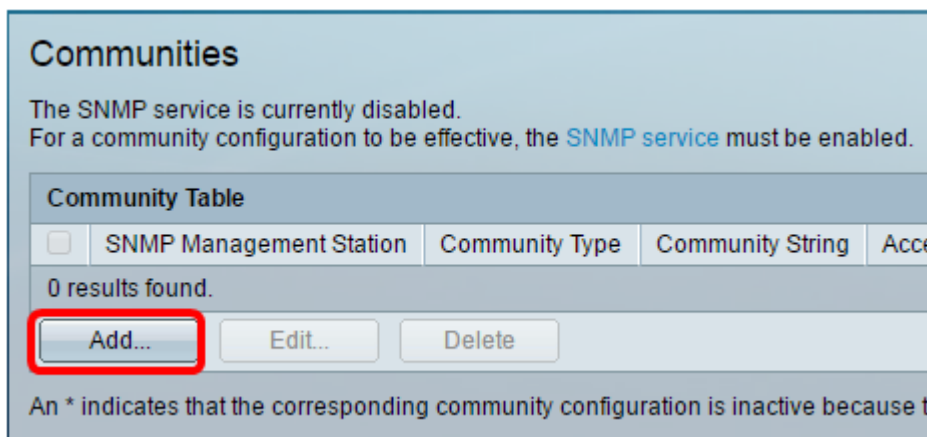 Communities
The SNMP service is currently disabled.
For a community configuration to be effective, the SNMP service must be enabled.
Community Table
SNMP Management Station Community Type Community String
0 results found.
Add... Edit... Delete
An * indicates that the corresponding community configuration is inactive because